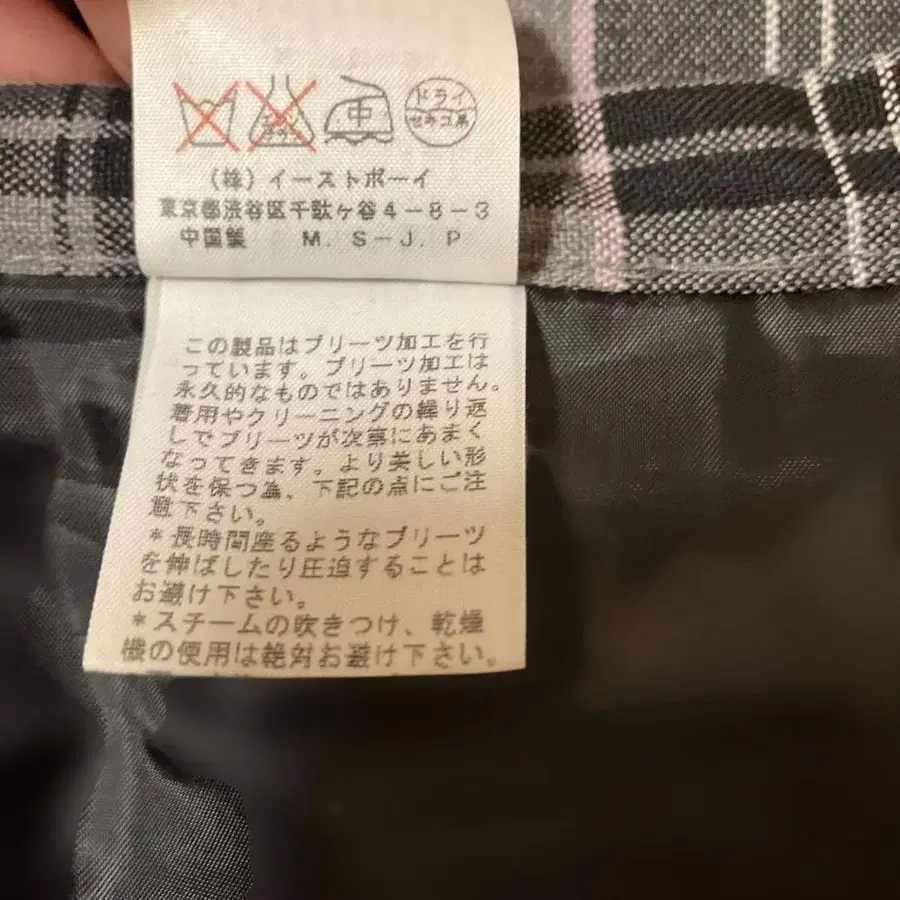 中
ドライ
セキユ系
(株)イーストボーイ
東京都渋谷区千駄ヶ谷4-8-3
中国製 M.S-J.P
この製品はプリーツ加工を行
っています。プリーツ加工は
永久的なものではありません。
着用やクリーニングの繰り返
しでプリーツが次第にあまく
なってきます。より美しい形
状を保つ為、下記の点にご注
意下さい。
*長時間座るようなプリーツ
を伸ばしたり圧迫することは
お避け下さい。
*スチームの吹きつけ、乾燥
機の使用は絶対お避け下さい。